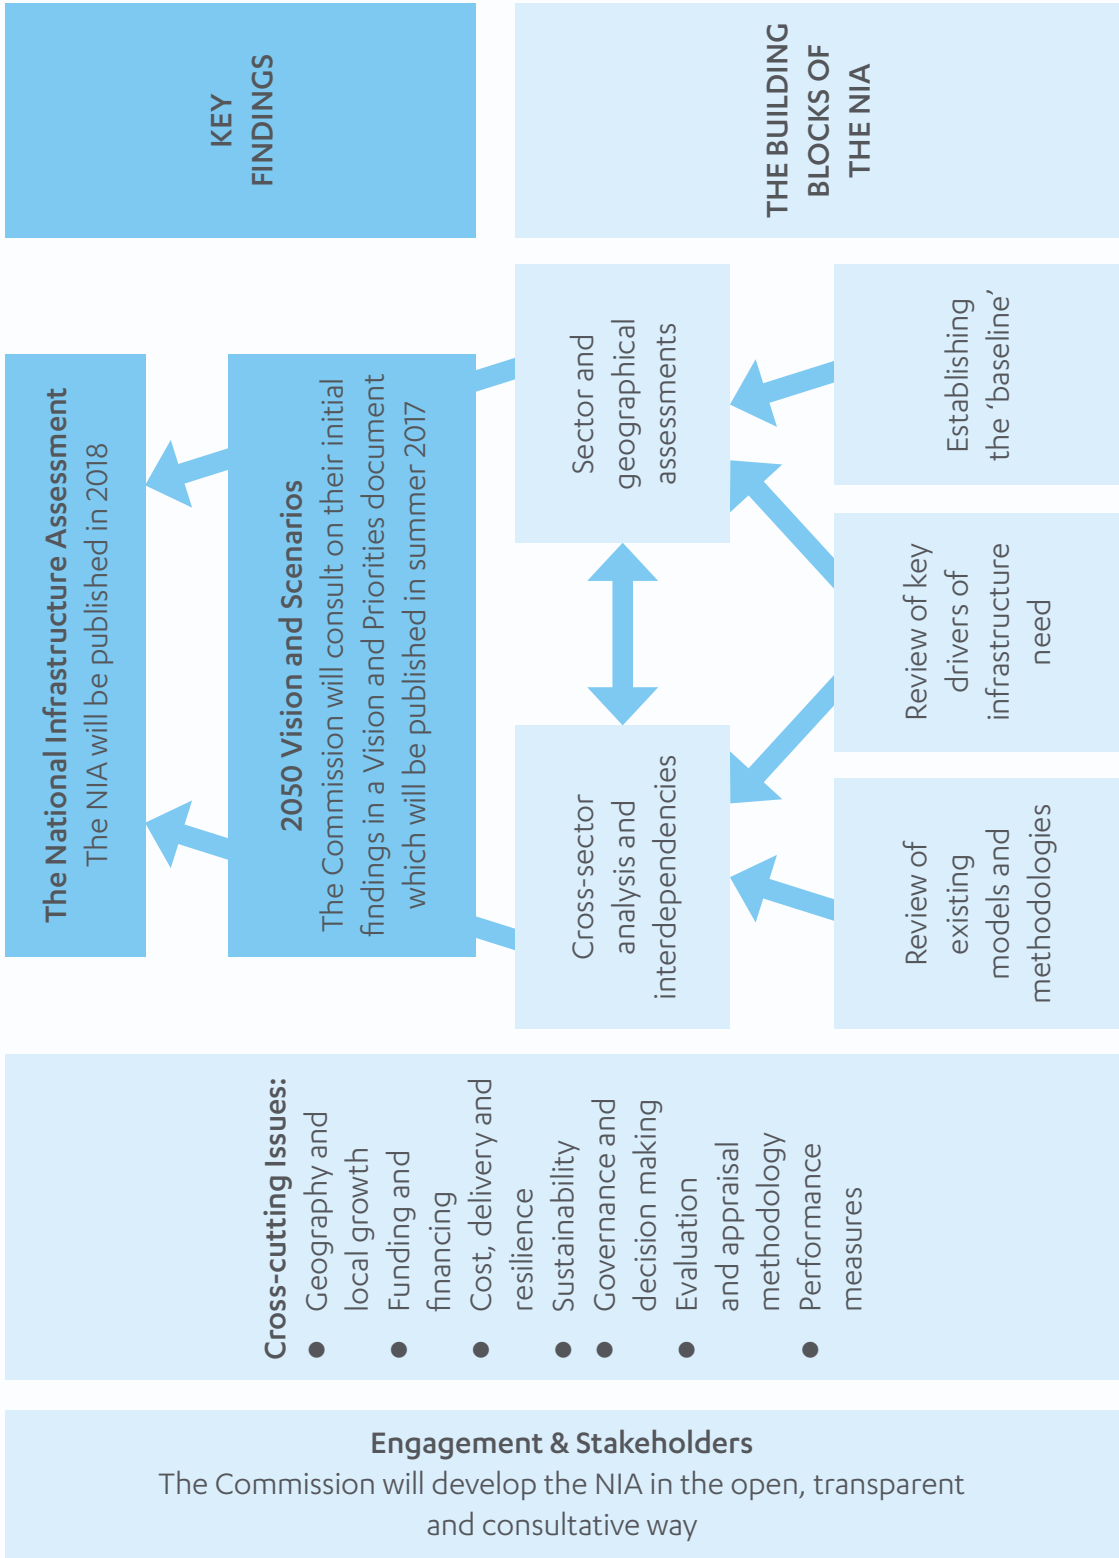 The National Infrastructure Assessment
The NIA will be published in 2018
KEY
FINDINGS
2050 Vision and Scenarios
The Commission will consult on their initial
findings in a Vision and Priorities document
which will be published in summer 2017
Cross-sector
analysis and
interdependencies
Sector and
geographical
assessments
THE BUILDING
BLOCKS OF
THE NIA
Review of
existing
models and
methodologies
Review of key
drivers of
infrastructure
need
Establishing
the ‘baseline’
Cross-cutting Issues:
● Geography and
local growth
● Funding and
financing
● Cost, delivery and
resilience
● Sustainability
● Governance and
decision making
● Evaluation
and appraisal
methodology
● Performance
measures
Engagement & Stakeholders
The Commission will develop the NIA in the open, transparent
and consultative way